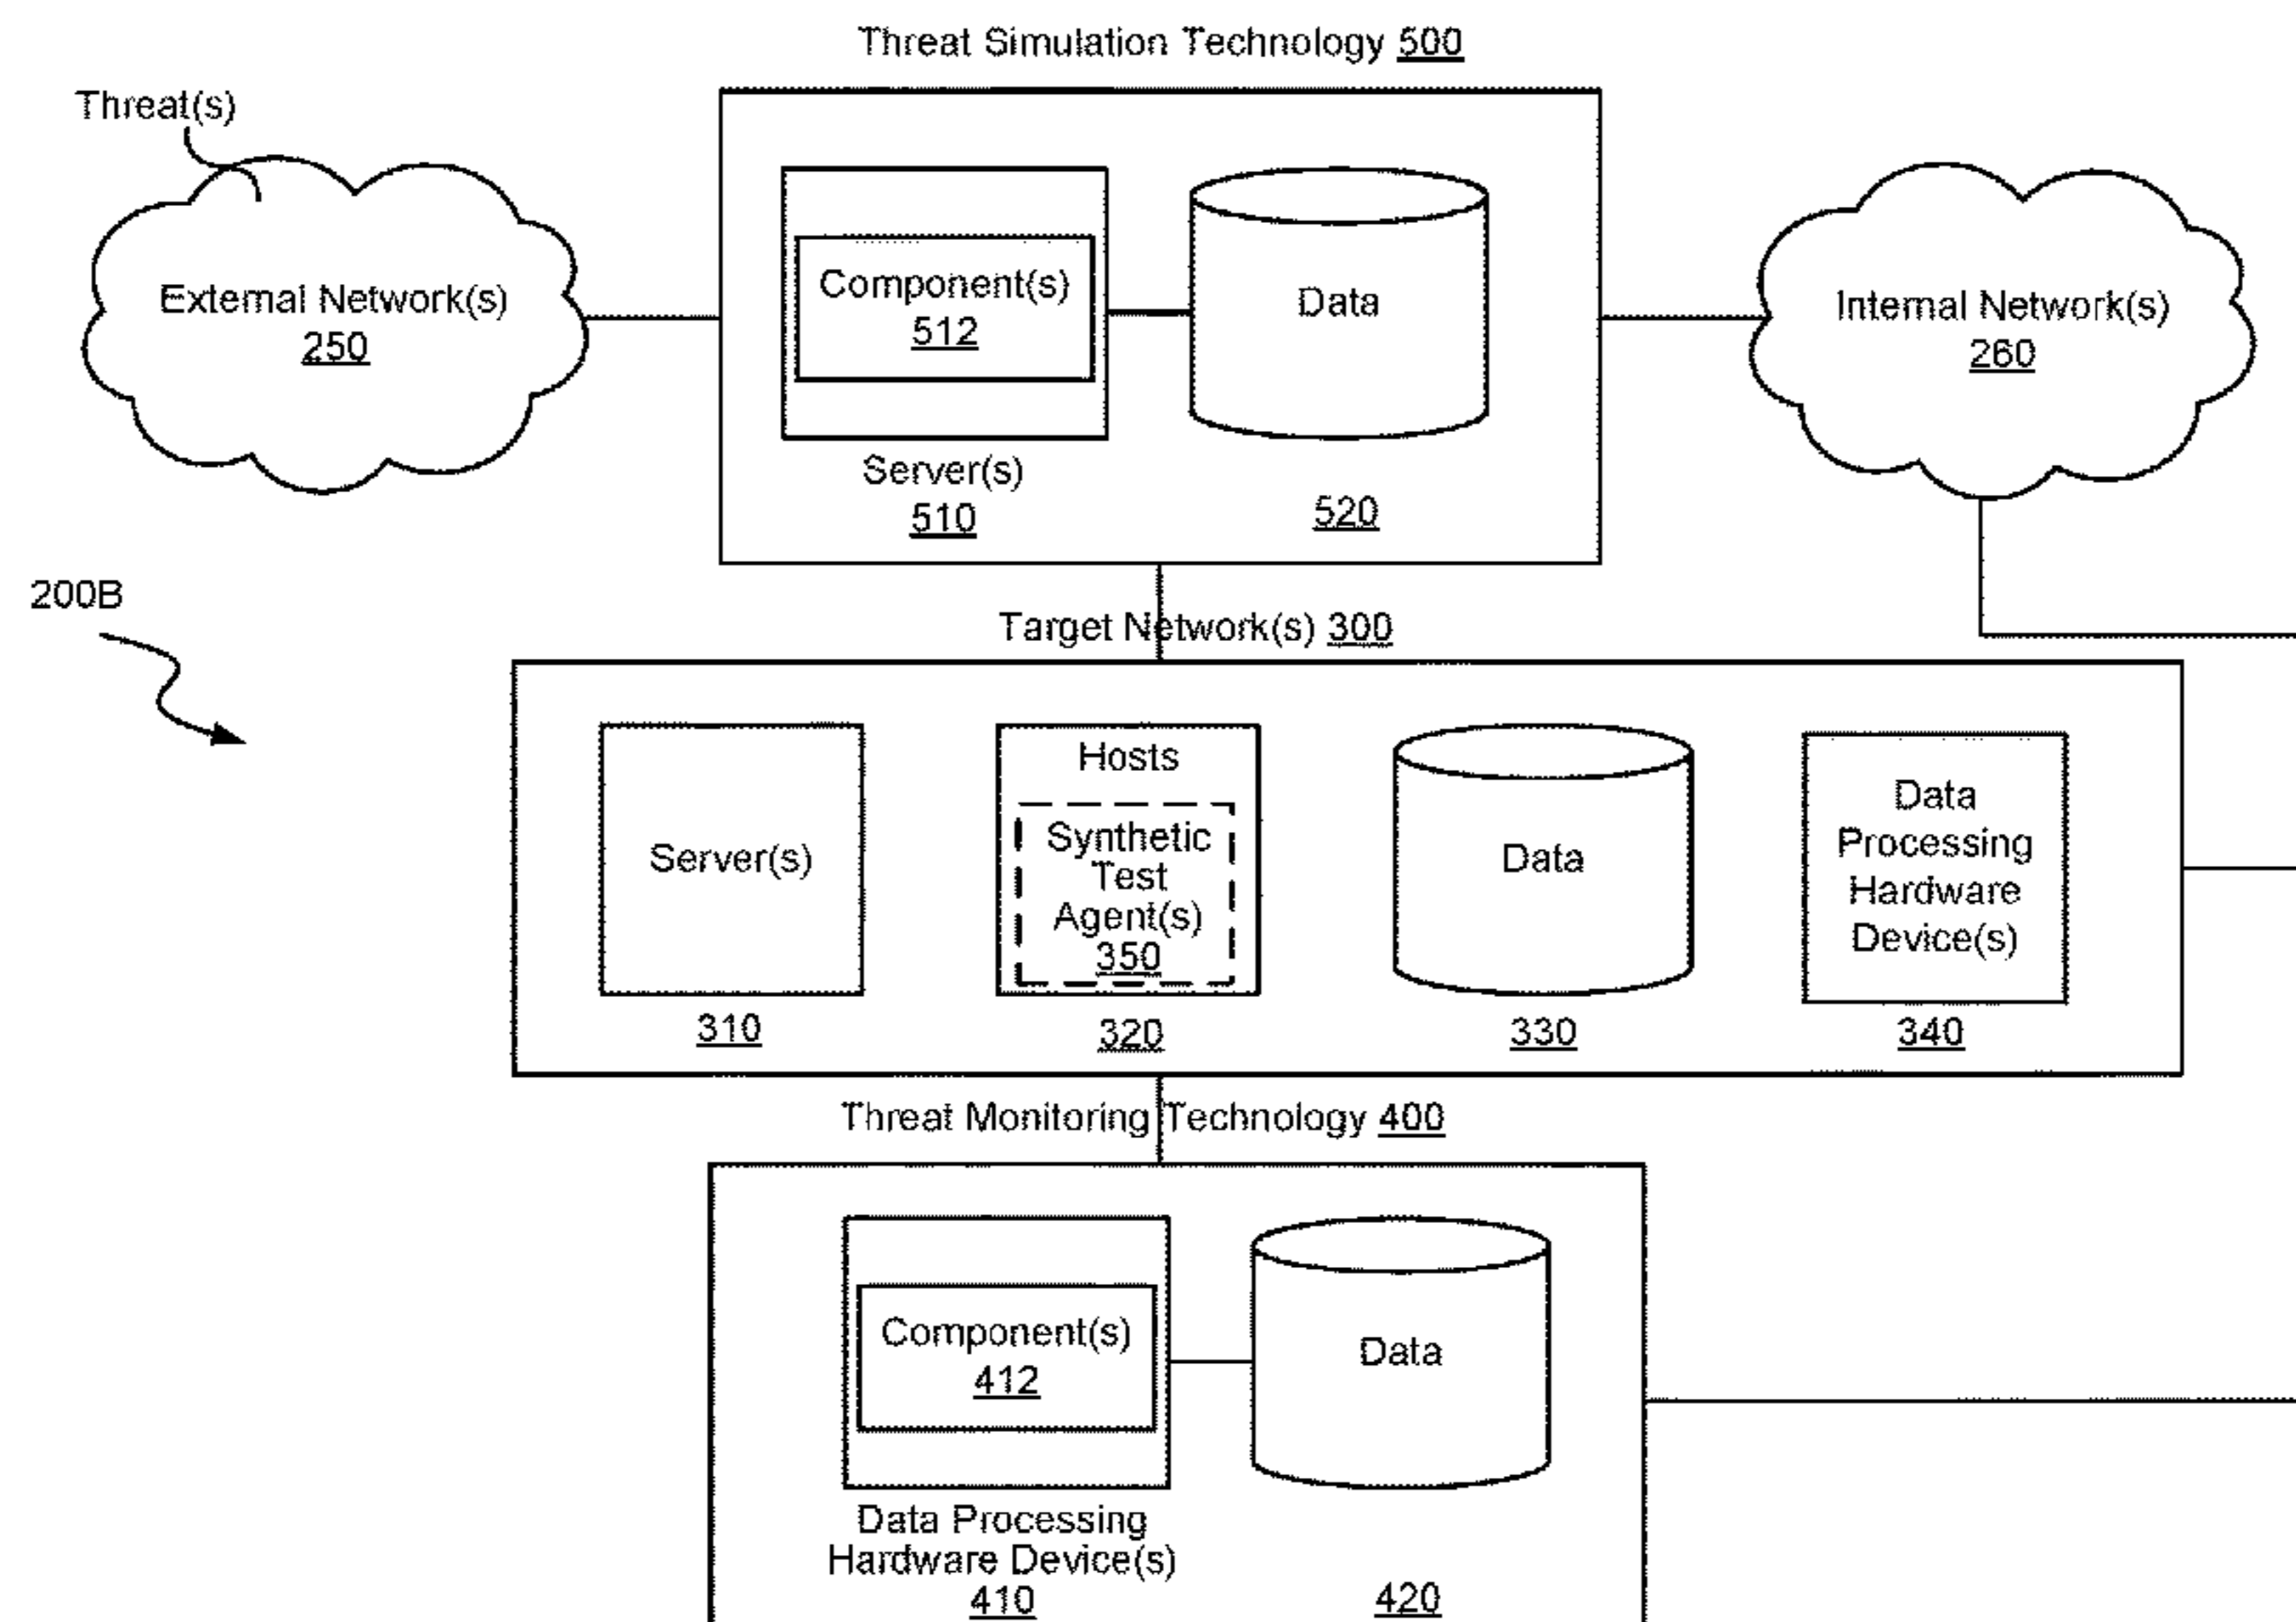 Threat Simulation Technology 500
Threat(s)
External Network(s)
250
Component(s)
512
Data
Server(s)
510
520
Internal Network(s)
260
200B
Target Network(s) 300
Server(s)
310
Hosts
Synthetic
Test
Agent(s)
350
320
Data
330
Data
Processing
Hardware
Device(s)
340
Threat Monitoring Technology 400
Component(s)
412
Data
Data Processing
Hardware Device(s)
410
420